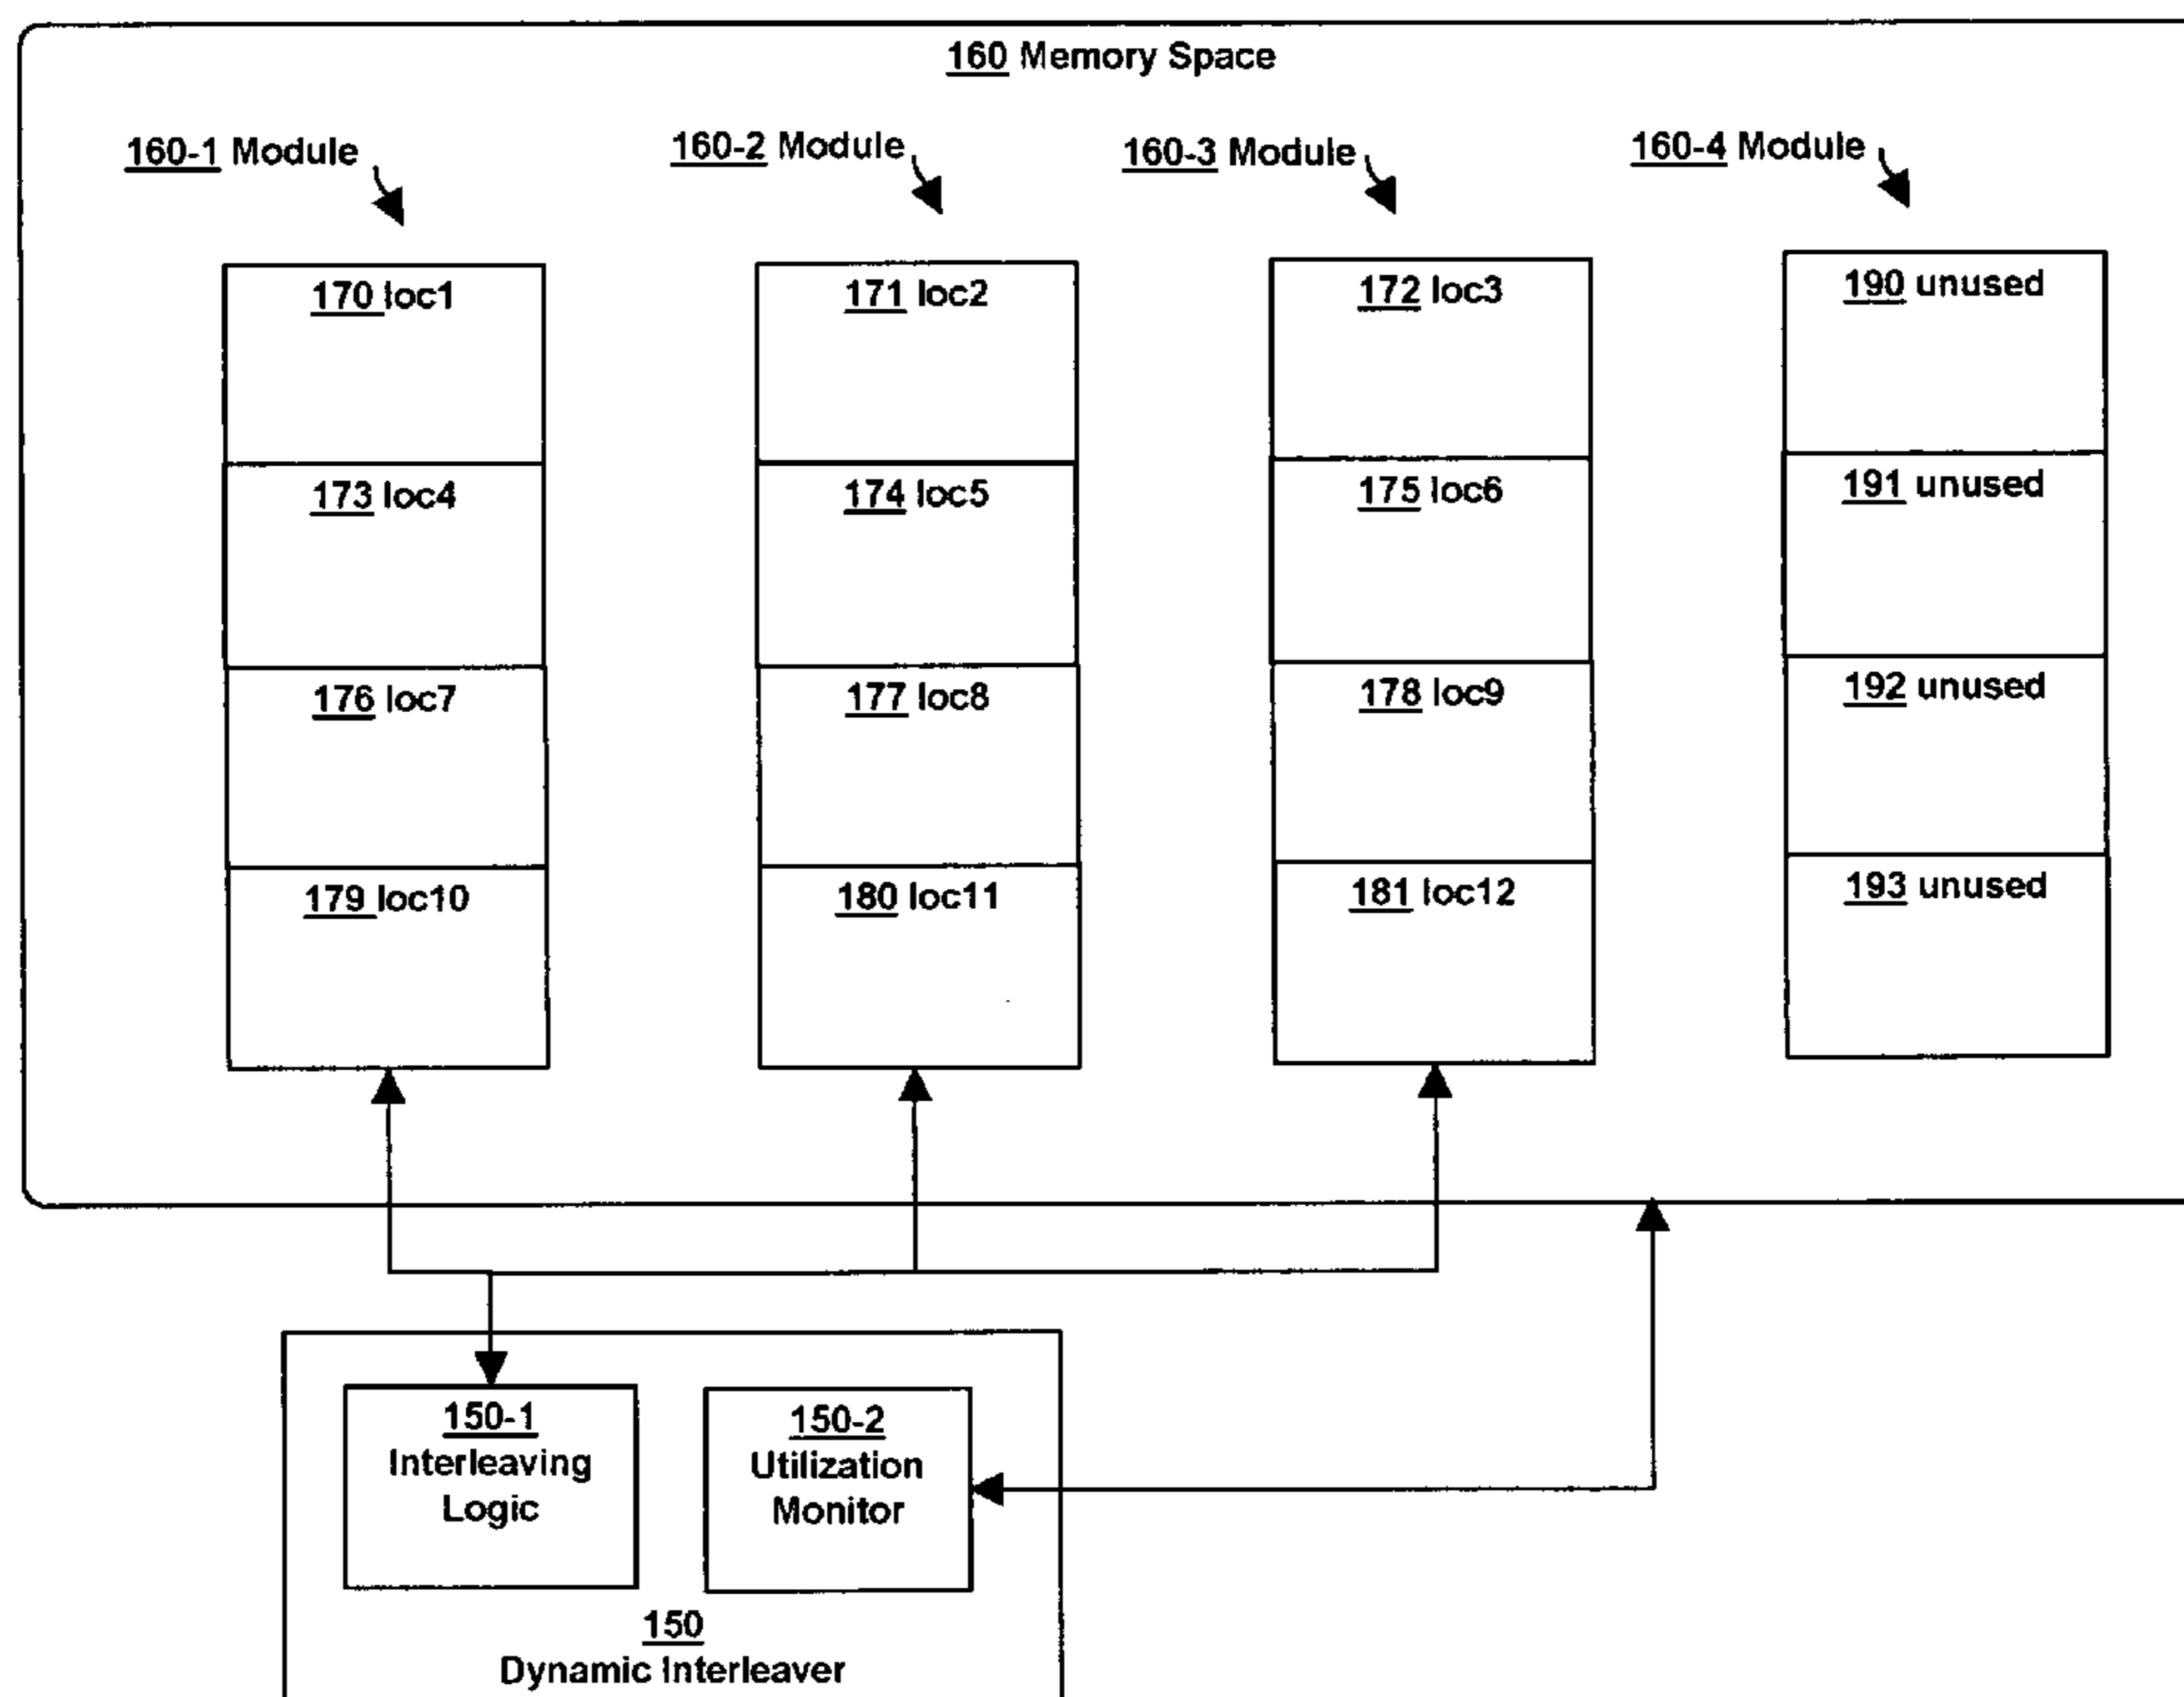 160 Memory Space
160-1 Module
160-2 Module
160-3 Module
160-4 Module
170 loc1
171 loc2
172 loc3
190 unused
173 loc4
174 loc5
175 loc6
191 unused
176 loc7
177 loc8
178 loc9
192 unused
179 loc10
180 loc11
181 loc12
193 unused
150-1
Interleaving
Logic
150-2
Utilization
Monitor
150
Dynamic Interleaver